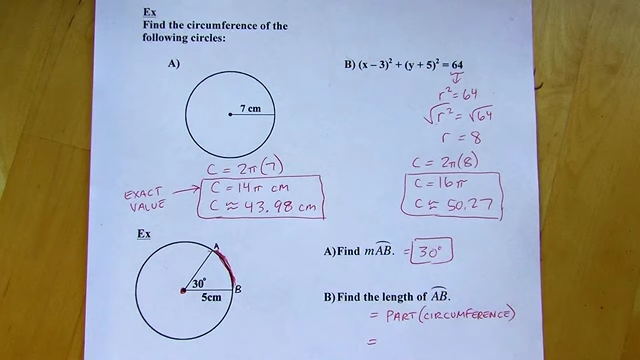 Ex
Find the circumference of the
following circles:
A)
7 cm
C = 2π(7)
EXACT
VALUE
C = 14π cm
C ≈ 43.98 cm
B) (x – 3)² + (y + 5)² = 64
r² = 64
√r² = √64
r = 8
C = 2π(8)
C = 16π
C ≈ 50.27
Ex
A
30°
5cm
B
A) Find mAB. = 30°
B) Find the length of AB.
= PART(CIRCUMFERENCE)
=